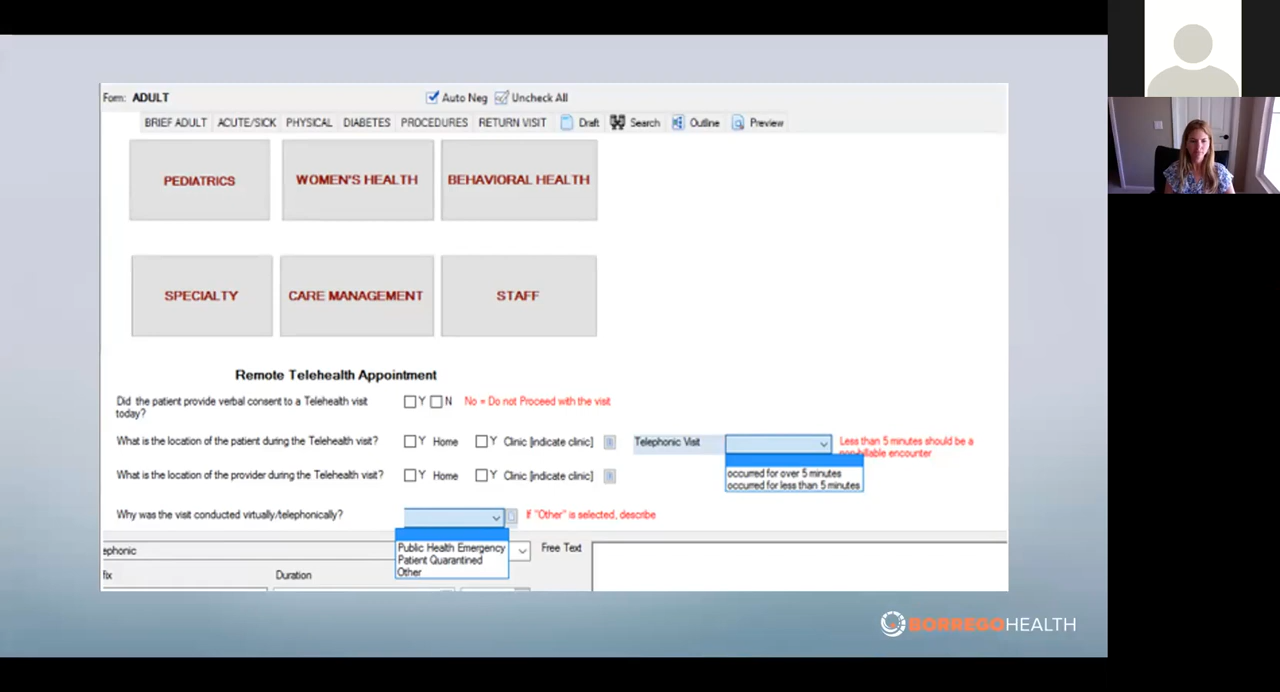 Form: ADULT
Auto Neg Uncheck All
BRIEF ADULT ACUTE/SICK PHYSICAL DIABETES PROCEDURES RETURN VISIT Draft Search Outline Preview
PEDIATRICS WOMEN'S HEALTH BEHAVIORAL HEALTH
SPECIALTY CARE MANAGEMENT STAFF
Remote Telehealth Appointment
Did the patient provide verbal consent to a Telehealth visit today? Y N No = Do not Proceed with the visit
What is the location of the patient during the Telehealth visit? Y Home Y Clinic [indicate clinic] Telephonic Visit Less than 5 minutes should be a
non-billable encounter
What is the location of the provider during the Telehealth visit? Y Home Y Clinic [indicate clinic]
occurred for over 5 minutes
occurred for less than 5 minutes
Why was the visit conducted virtually/telephonically? If "Other" is selected, describe
Public Health Emergency
Patient Quarantined
Other
ephonic Free Text
fix Duration
BORREGOHEALTH